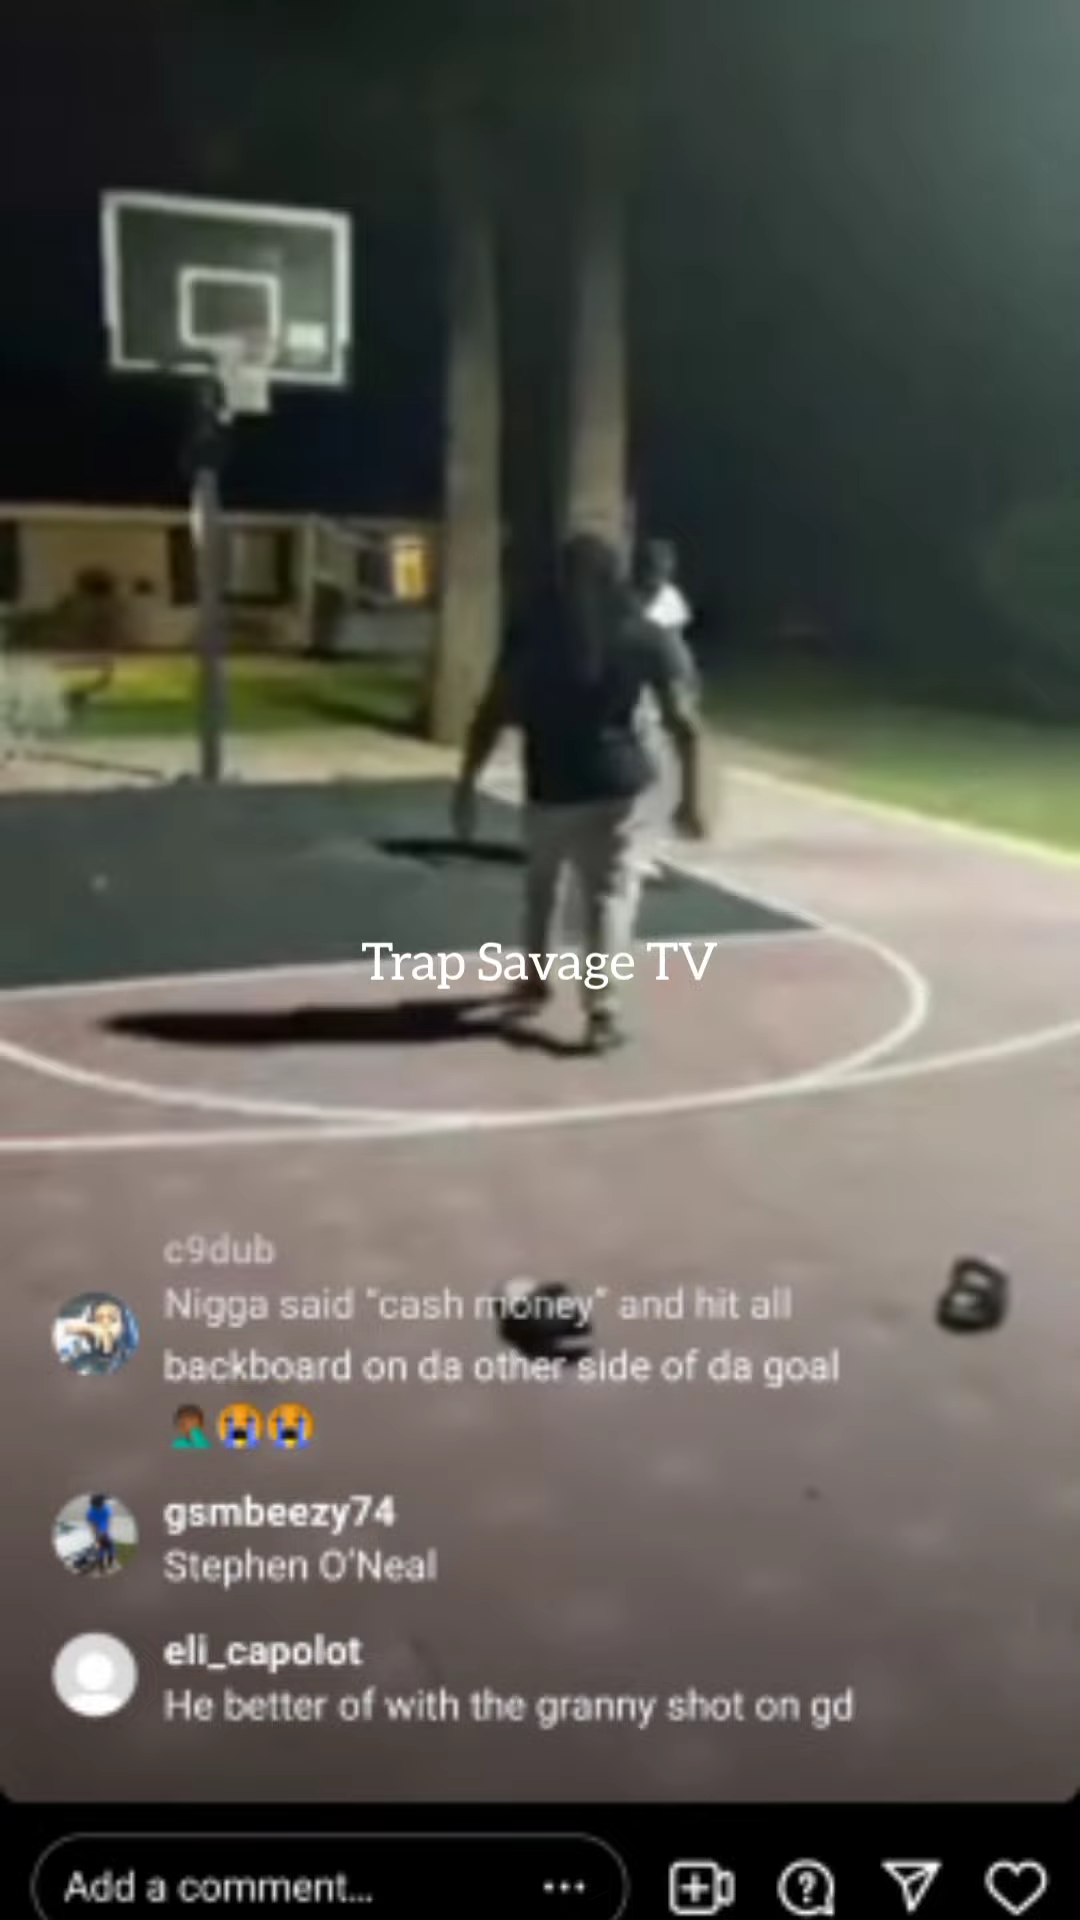 Trap Savage TV
c9dub
Nigga said "cash money" and hit all
backboard on da other side of da goal
🤦🏾‍♂️😭😭
gsmbeezy74
Stephen O'Neal
eli_capolot
He better of with the granny shot on gd
Add a comment...